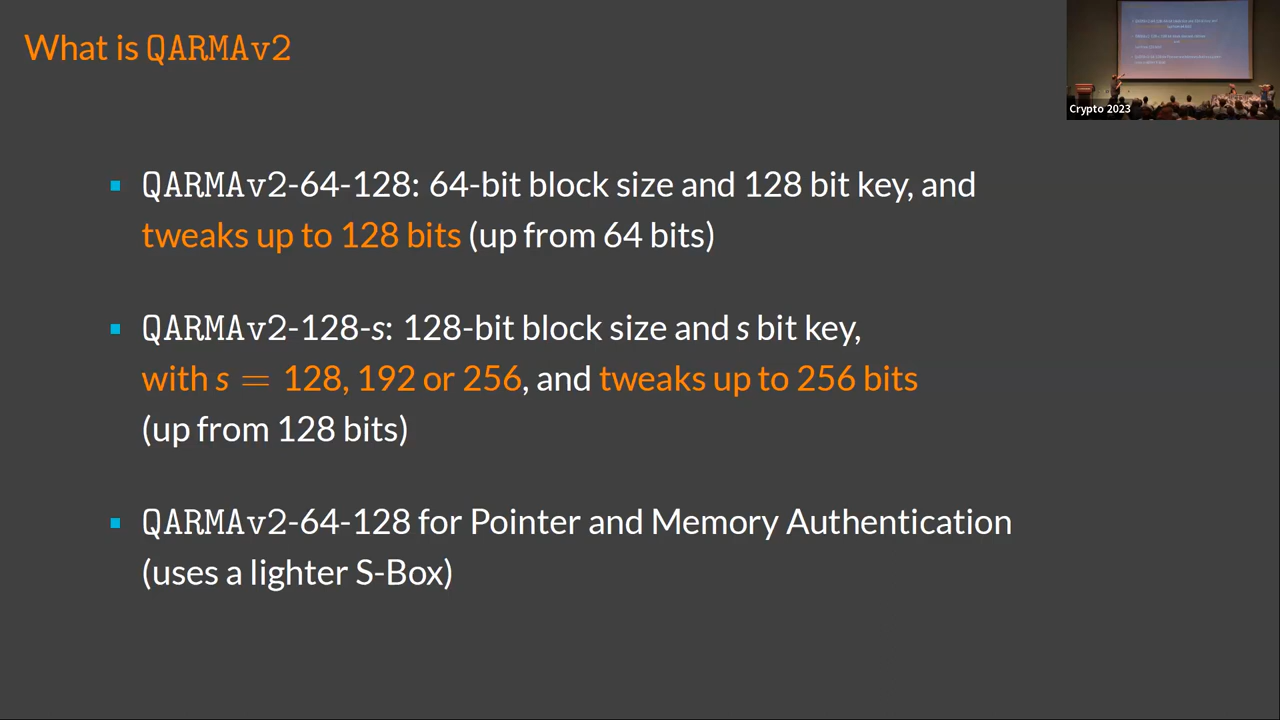 What is QARMAv2
Crypto 2023
▪ QARMAv2-64-128: 64-bit block size and 128 bit key, and
tweaks up to 128 bits (up from 64 bits)
▪ QARMAv2-128-s: 128-bit block size and s bit key,
with s = 128, 192 or 256, and tweaks up to 256 bits
(up from 128 bits)
▪ QARMAv2-64-128 for Pointer and Memory Authentication
(uses a lighter S-Box)